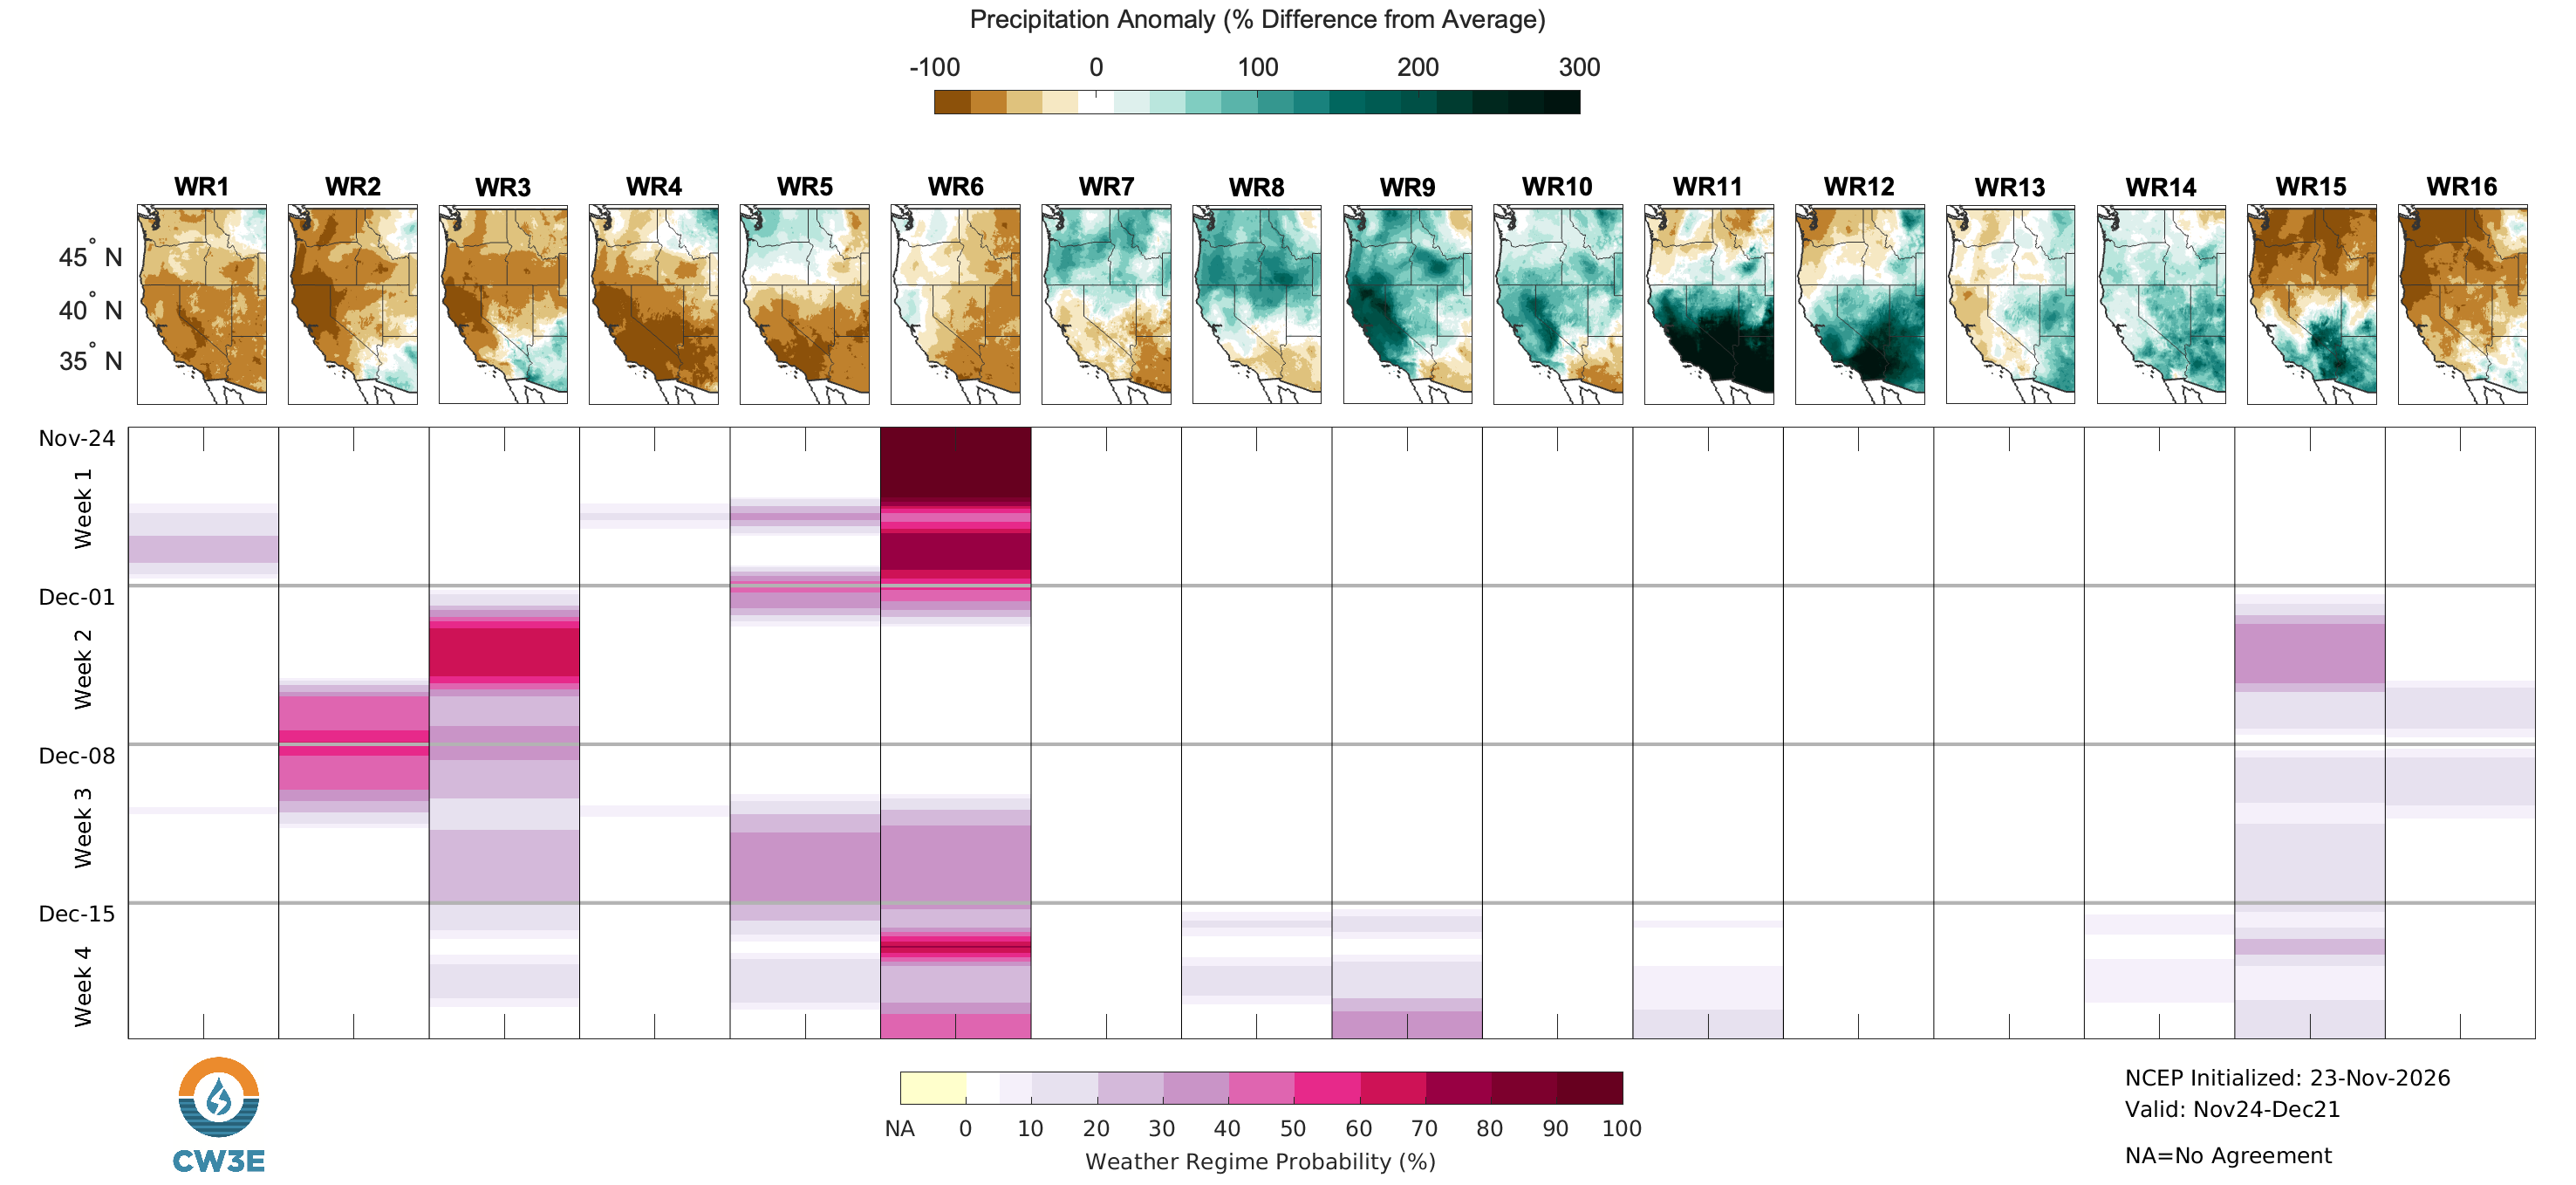 Precipitation Anomaly (% Difference from Average)
-100 0 100 200 300
WR1 WR2 WR3 WR4 WR5 WR6 WR7 WR8 WR9 WR10 WR11 WR12 WR13 WR14 WR15 WR16
45° N
40° N
35° N
Nov-24
Week 1
Dec-01
Week 2
Dec-08
Week 3
Dec-15
Week 4
NA 0 10 20 30 40 50 60 70 80 90 100
Weather Regime Probability (%)
CW3E
NCEP Initialized: 23-Nov-2026
Valid: Nov24-Dec21
NA=No Agreement